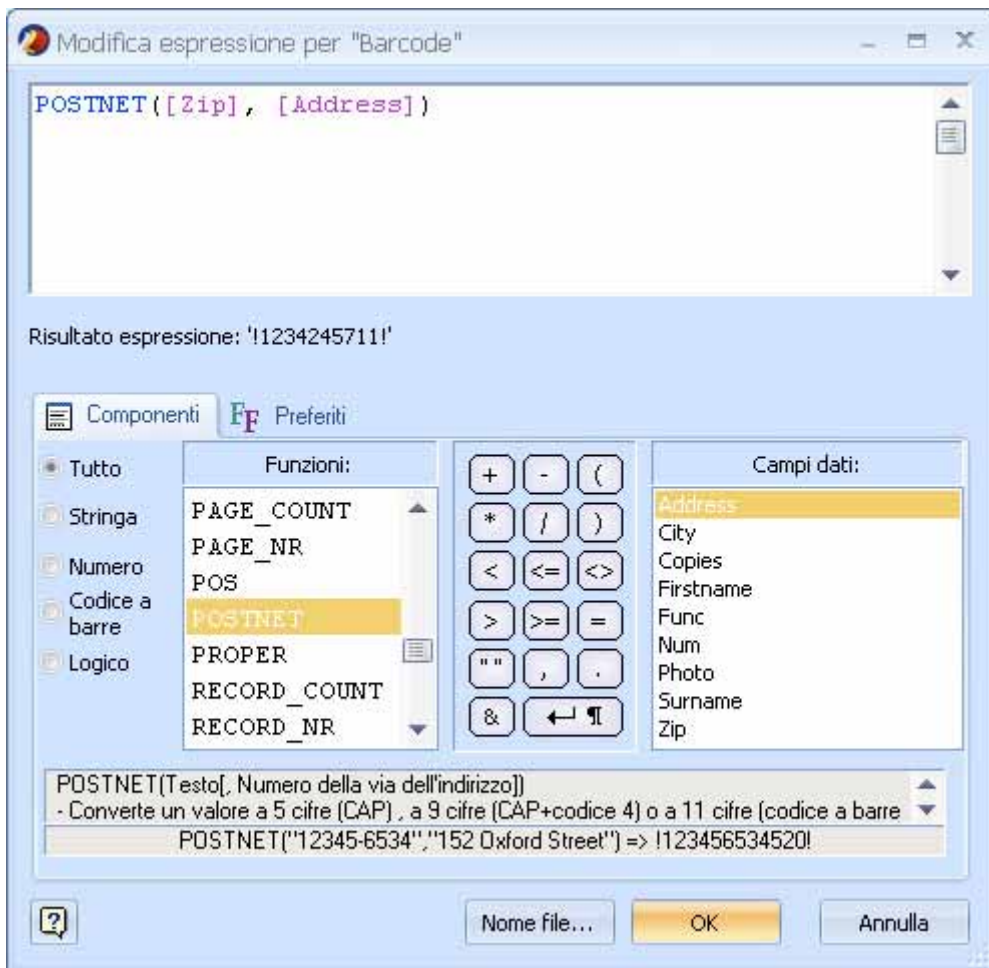 Modifica espressione per "Barcode"
POSTNET([Zip], [Address])
Risultato espressione: '!1234245711!'
Componenti
FF Preferiti
Tutto
Stringa
Numero
Codice a
barre
Logico
Funzioni:
PAGE_COUNT
PAGE_NR
POS
POSTNET
PROPER
RECORD_COUNT
RECORD_NR
+ - (
* / )
< <= <>
> >= =
"" , .
& ↵ ¶
Campi dati:
Address
City
Copies
Firstname
Func
Num
Photo
Surname
Zip
POSTNET(Testo[, Numero della via dell'indirizzo])
- Converte un valore a 5 cifre (CAP) , a 9 cifre (CAP+codice 4) o a 11 cifre (codice a barre
POSTNET("12345-6534","152 Oxford Street") => !123456534520!
?
Nome file...
OK
Annulla